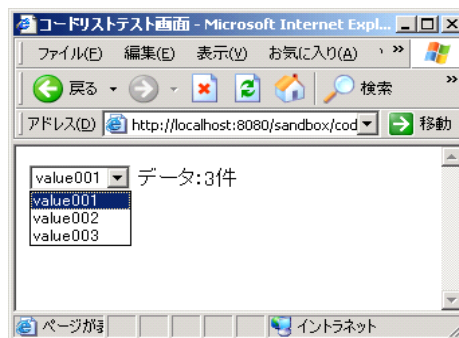 コードリストテスト画面 - Microsoft Internet Expl...
ファイル(F) 編集(E) 表示(V) お気に入り(A) »
戻る 検索 »
アドレス(D) http://localhost:8080/sandbox/cod 移動
value001 データ:3件
value001
value002
value003
ページが イントラネット